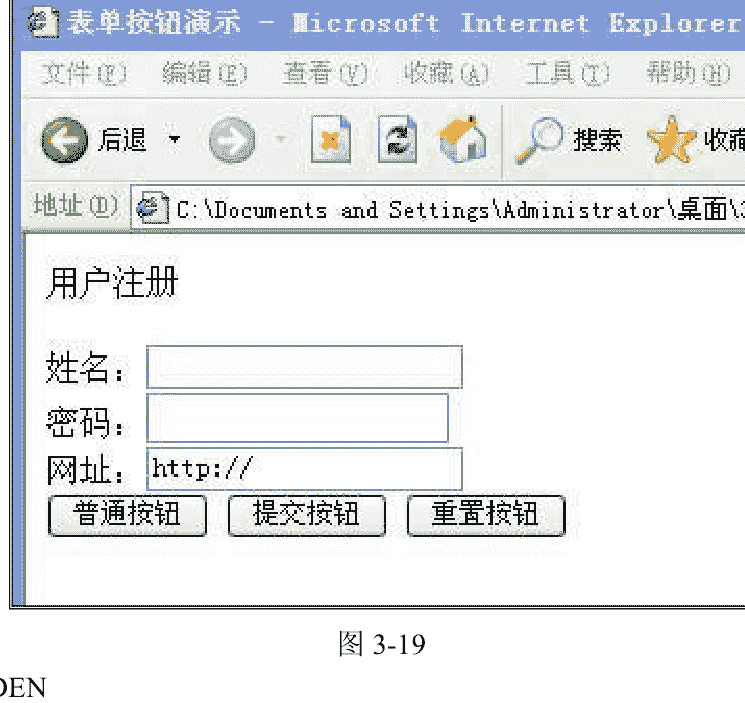 表单按钮演示 - Microsoft Internet Explorer
文件(F) 编辑(E) 查看(V) 收藏(A) 工具(T) 帮助(H)
后退 搜索 收藏
地址(D) C:\Documents and Settings\Administrator\桌面\3
用户注册
姓名：
密码：
网址： http://
普通按钮 提交按钮 重置按钮
图 3-19
DEN